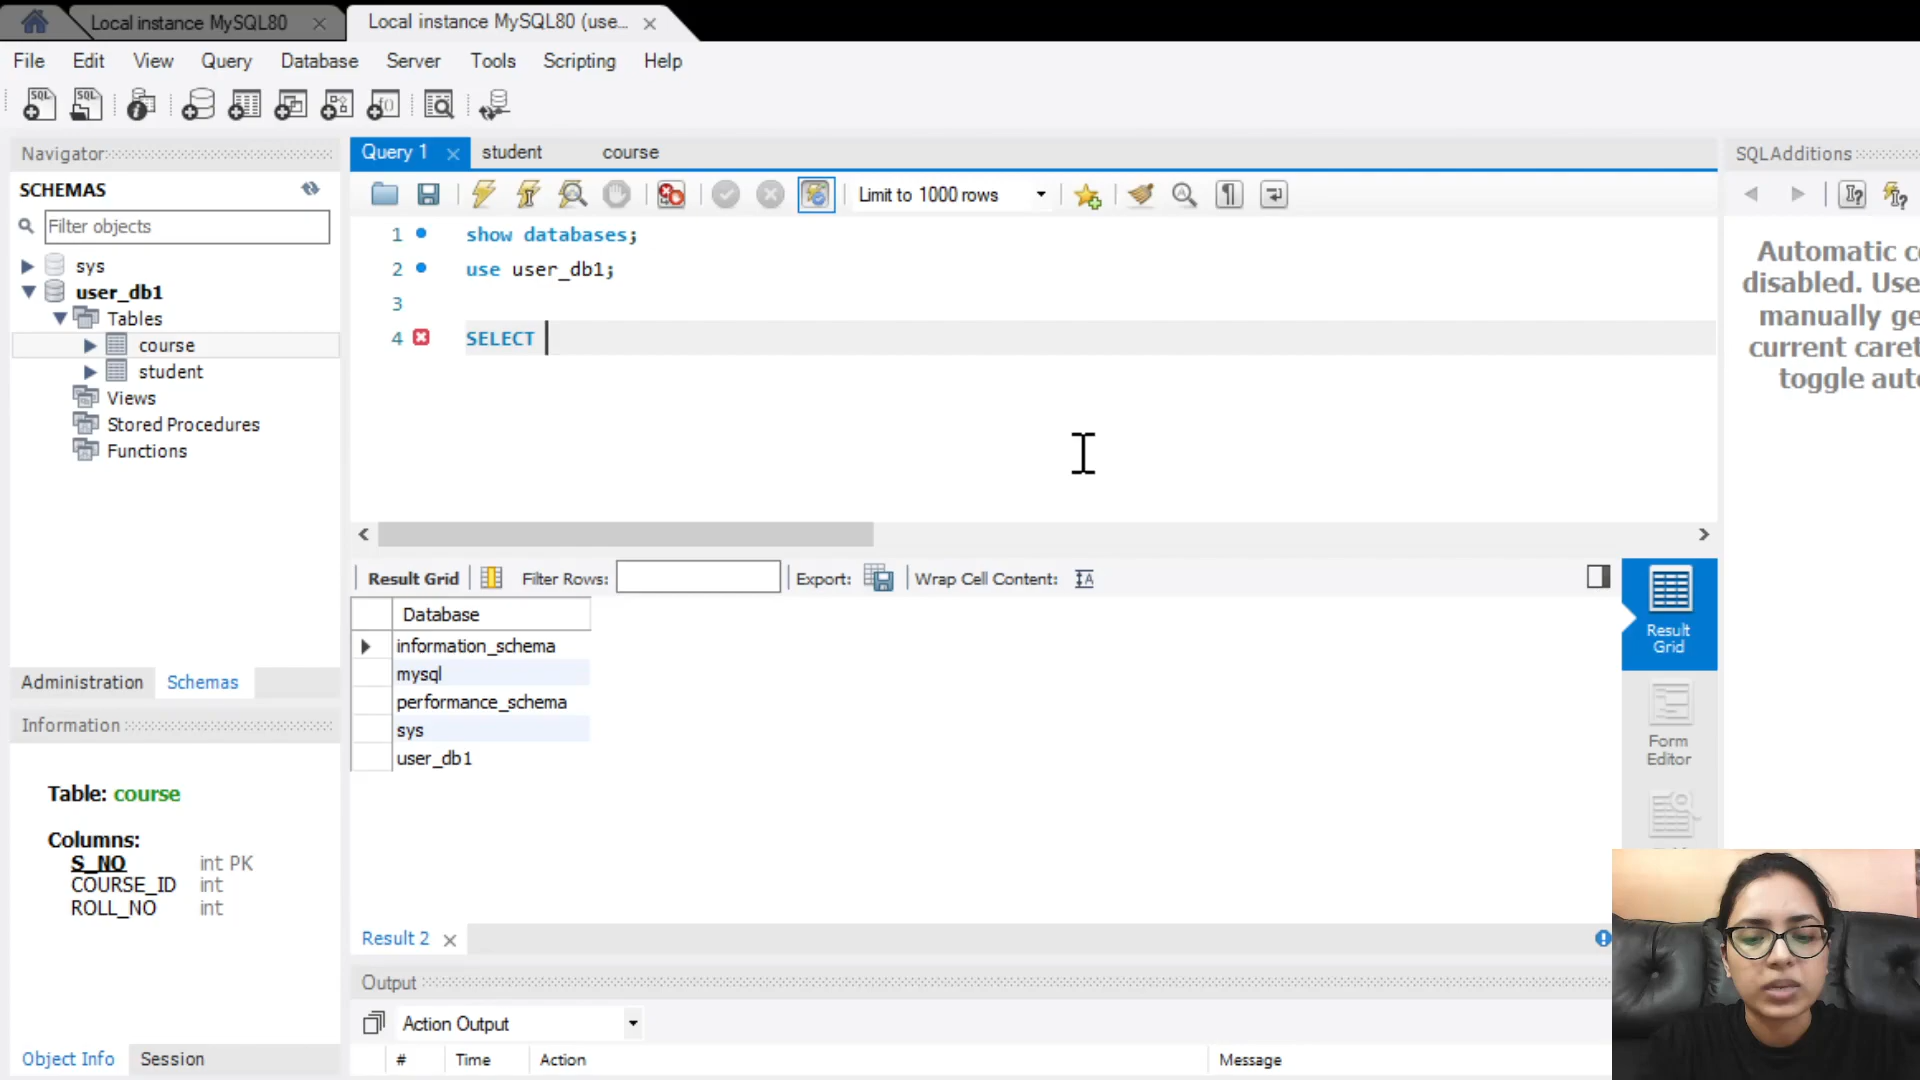 Local instance MySQL80
Local instance MySQL80 (use...
File Edit View Query Database Server Tools Scripting Help
SQL SQL
Navigator
SCHEMAS
Filter objects
sys
user_db1
Tables
course
student
Views
Stored Procedures
Functions
Administration Schemas
Information
Table: course
Columns:
S_NO int PK
COURSE_ID int
ROLL_NO int
Object Info Session
Query 1 student course
Limit to 1000 rows
1 show databases;
2 use user_db1;
3
4 SELECT
Result Grid Filter Rows: Export: Wrap Cell Content:
Database
information_schema
mysql
performance_schema
sys
user_db1
Result 2
Output
Action Output
# Time Action Message
Result
Grid
Form
Editor
SQLAdditions
Automatic co
disabled. Use
manually ge
current caret
toggle auto